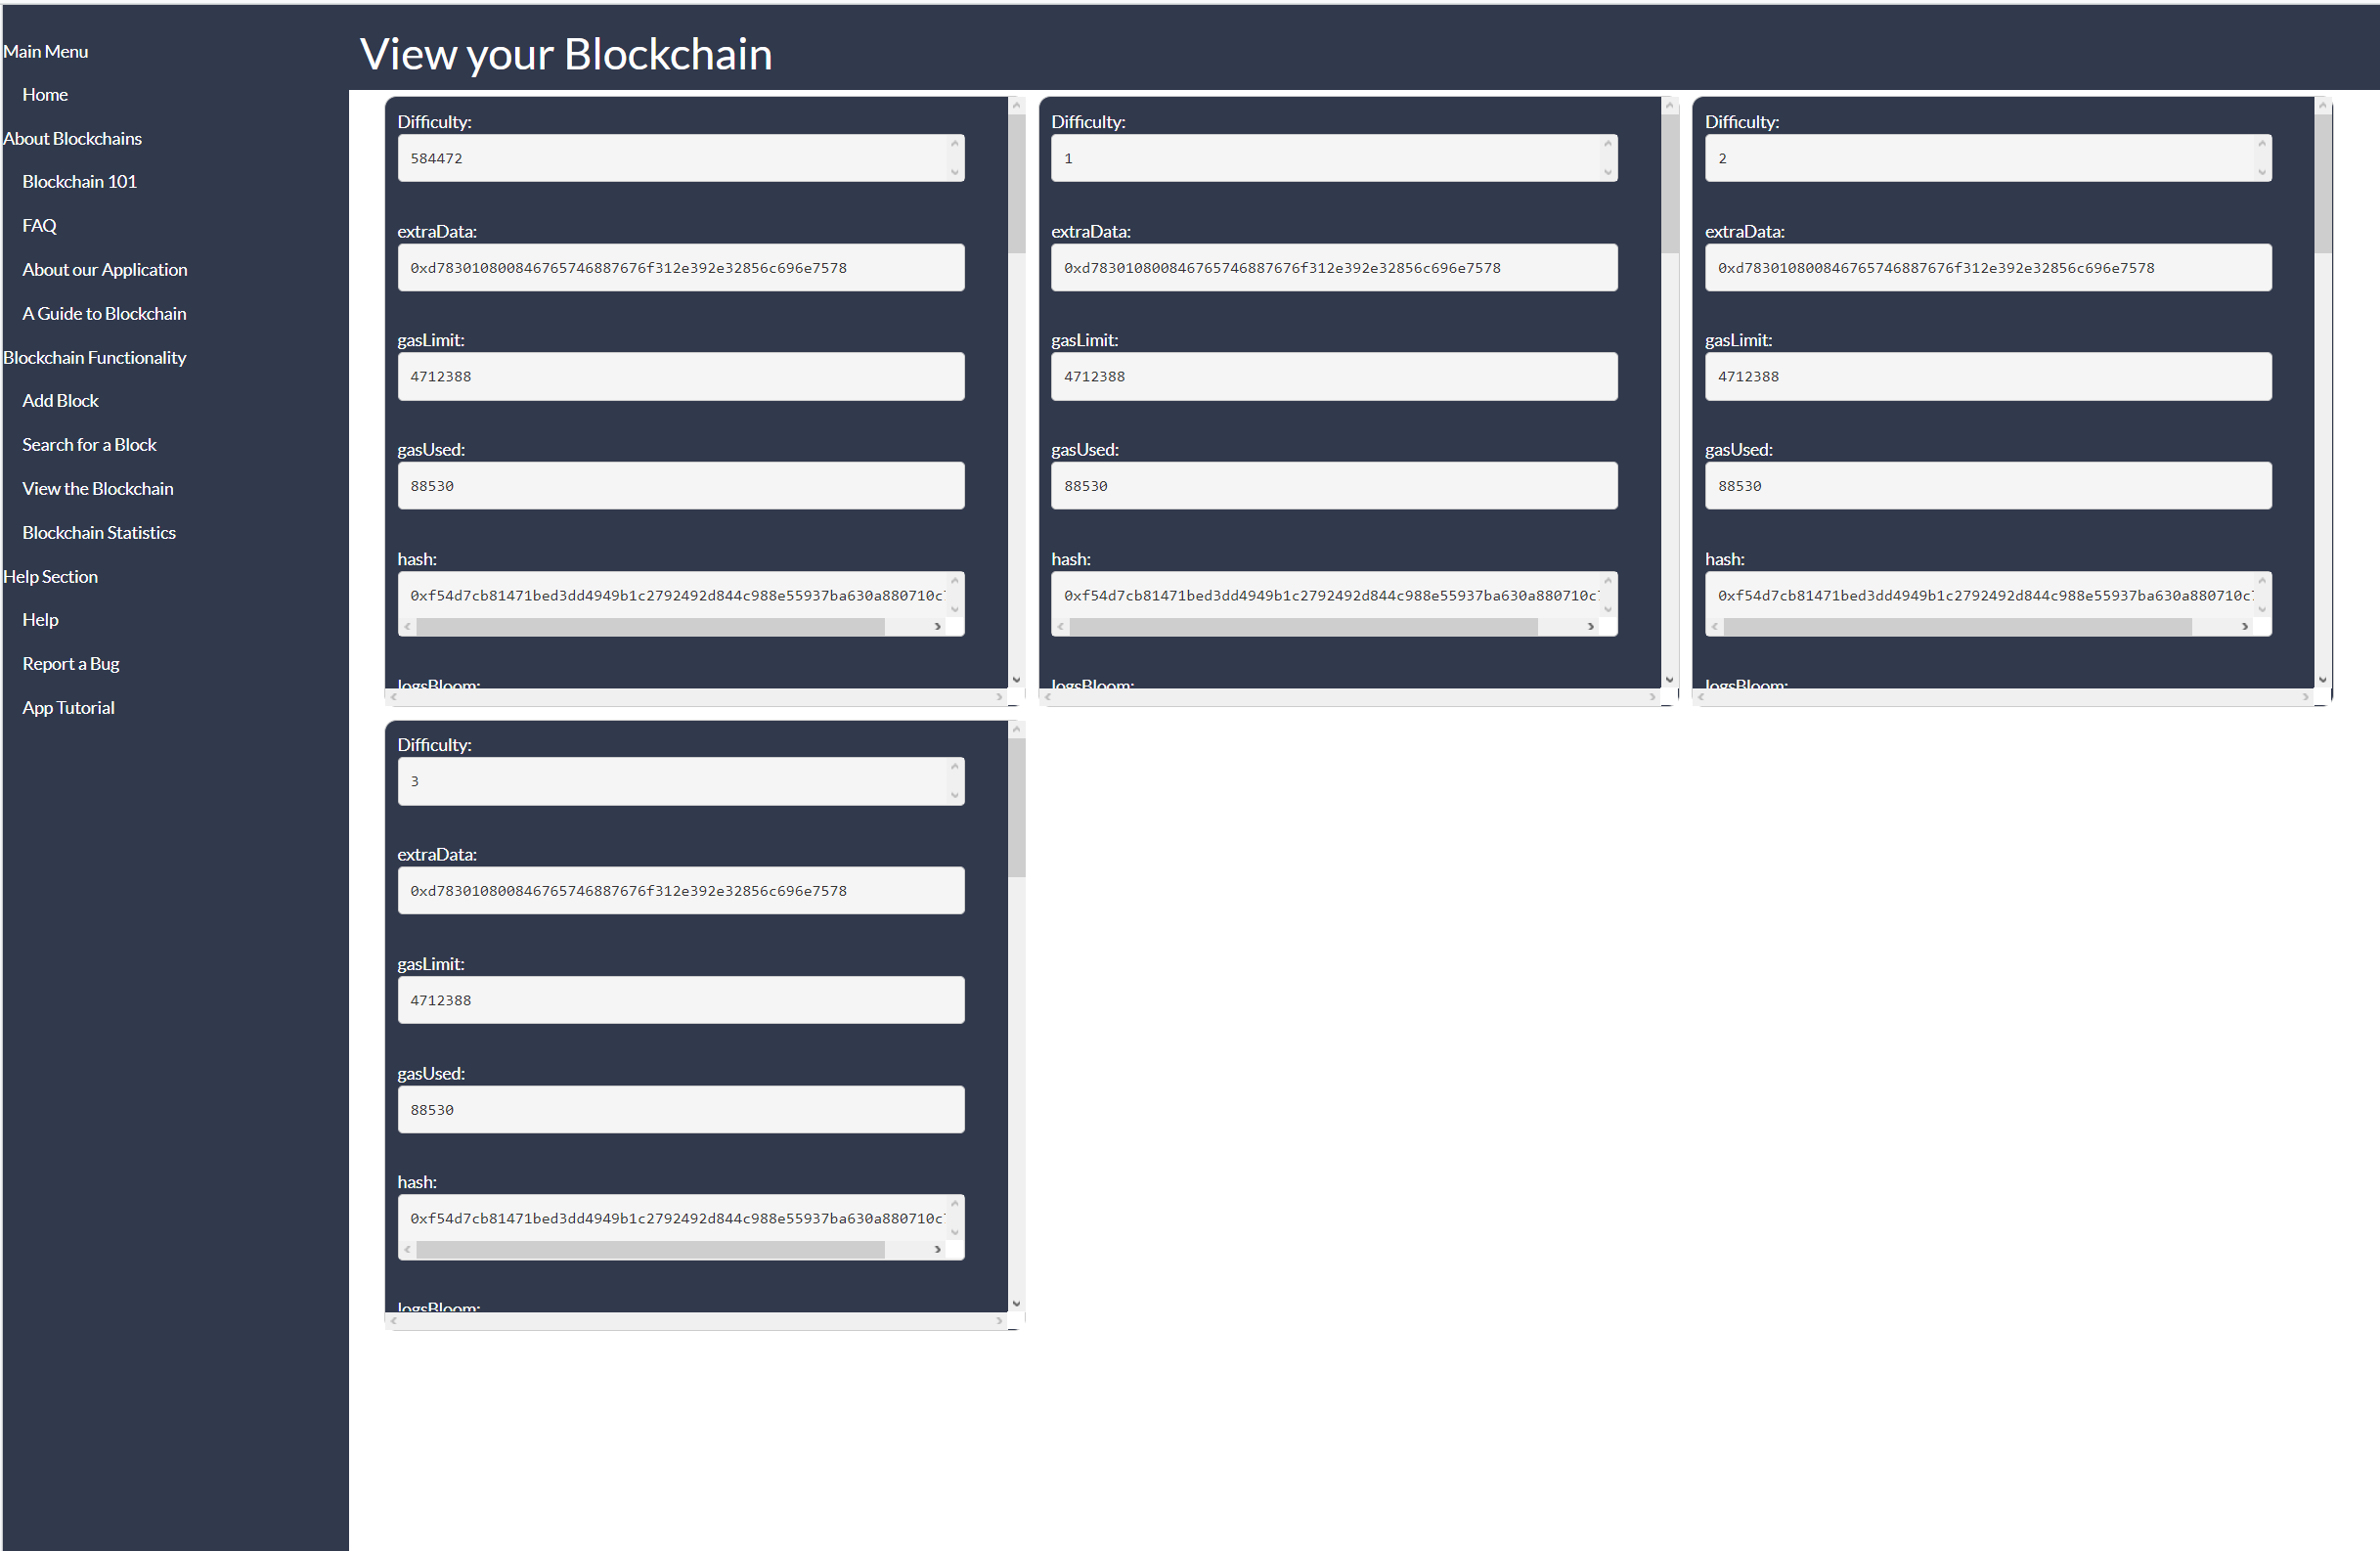 Main Menu
Home
About Blockchains
Blockchain 101
FAQ
About our Application
A Guide to Blockchain
Blockchain Functionality
Add Block
Search for a Block
View the Blockchain
Blockchain Statistics
Help Section
Help
Report a Bug
App Tutorial
View your Blockchain
Difficulty:
584472
extraData:
0xd783010800846765746887676f312e392e32856c696e7578
gasLimit:
4712388
gasUsed:
88530
hash:
0xf54d7cb81471bed3dd4949b1c2792492d844c988e55937ba630a880710c
logsBloom:
Difficulty:
1
extraData:
0xd783010800846765746887676f312e392e32856c696e7578
gasLimit:
4712388
gasUsed:
88530
hash:
0xf54d7cb81471bed3dd4949b1c2792492d844c988e55937ba630a880710c
logsBloom:
Difficulty:
2
extraData:
0xd783010800846765746887676f312e392e32856c696e7578
gasLimit:
4712388
gasUsed:
88530
hash:
0xf54d7cb81471bed3dd4949b1c2792492d844c988e55937ba630a880710c
logsBloom:
Difficulty:
3
extraData:
0xd783010800846765746887676f312e392e32856c696e7578
gasLimit:
4712388
gasUsed:
88530
hash:
0xf54d7cb81471bed3dd4949b1c2792492d844c988e55937ba630a880710c
logsBloom: